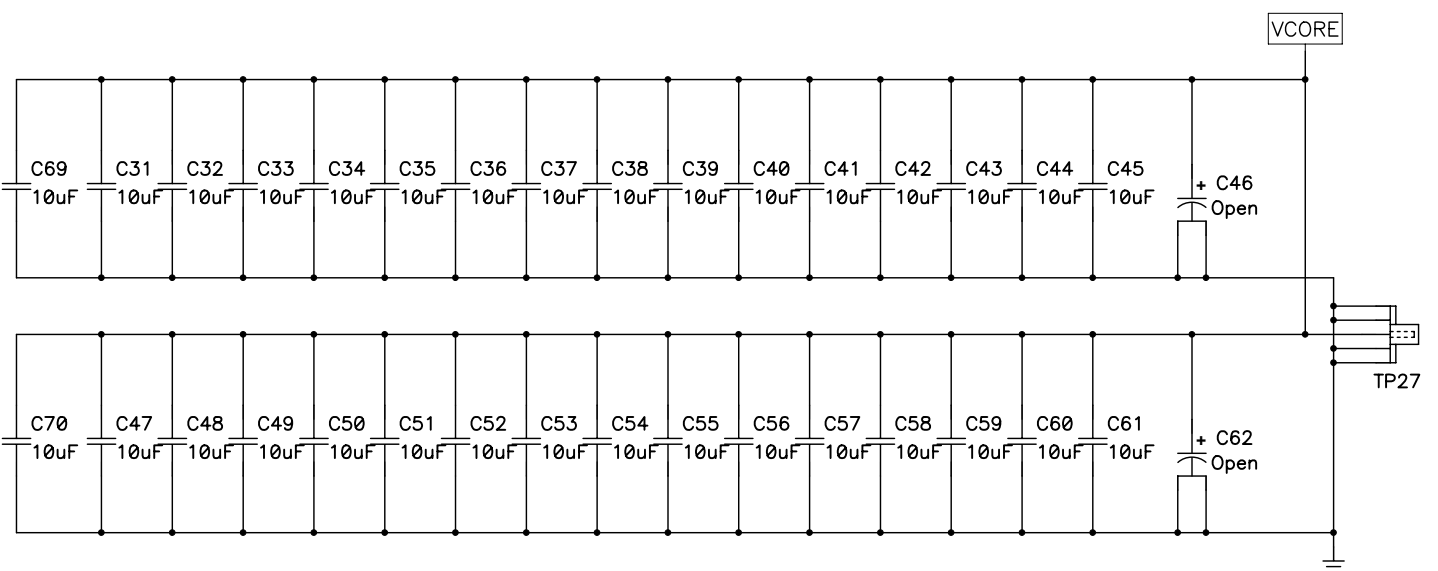 VCORE
C69 C31 C32 C33 C34 C35 C36 C37 C38 C39 C40 C41 C42 C43 C44 C45
10uF 10uF 10uF 10uF 10uF 10uF 10uF 10uF 10uF 10uF 10uF 10uF 10uF 10uF 10uF 10uF
+ C46
Open
TP27
C70 C47 C48 C49 C50 C51 C52 C53 C54 C55 C56 C57 C58 C59 C60 C61
10uF 10uF 10uF 10uF 10uF 10uF 10uF 10uF 10uF 10uF 10uF 10uF 10uF 10uF 10uF 10uF
+ C62
Open